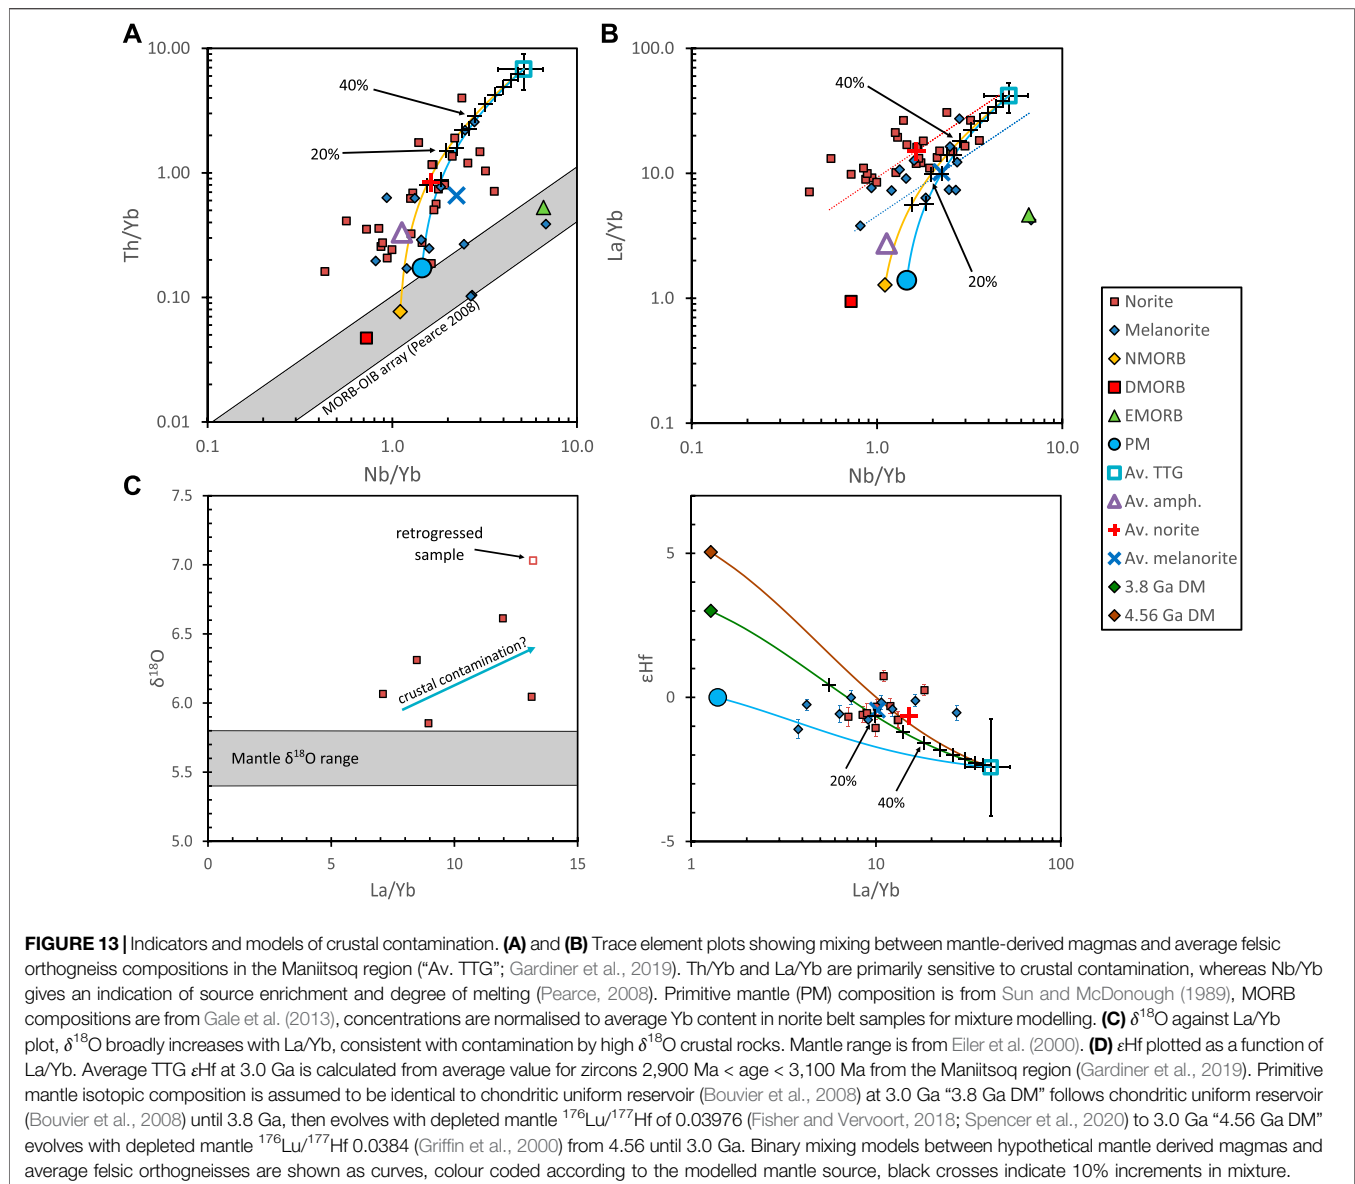 A
10.00
1.00
0.10
0.01
Th/Yb
40%
20%
MORB-OIB array (Pearce 2008)
0.1
1.0
10.0
Nb/Yb
B
100.0
10.0
1.0
0.1
La/Yb
40%
20%
0.1
1.0
10.0
Nb/Yb
Norite
Melanorite
NMORB
DMORB
EMORB
PM
Av. TTG
Av. amph.
Av. norite
Av. melanorite
3.8 Ga DM
4.56 Ga DM
C
7.5
7.0
6.5
6.0
5.5
5.0
δ18O
retrogressed
sample
crustal contamination?
Mantle δ18O range
0
5
10
15
La/Yb
5
0
-5
εHf
20%
40%
1
10
100
La/Yb
FIGURE 13 | Indicators and models of crustal contamination. (A) and (B) Trace element plots showing mixing between mantle-derived magmas and average felsic
orthogneiss compositions in the Maniitsoq region (“Av. TTG”; Gardiner et al., 2019). Th/Yb and La/Yb are primarily sensitive to crustal contamination, whereas Nb/Yb
gives an indication of source enrichment and degree of melting (Pearce, 2008). Primitive mantle (PM) composition is from Sun and McDonough (1989), MORB
compositions are from Gale et al. (2013), concentrations are normalised to average Yb content in norite belt samples for mixture modelling. (C) δ18O against La/Yb
plot, δ18O broadly increases with La/Yb, consistent with contamination by high δ18O crustal rocks. Mantle range is from Eiler et al. (2000). (D) εHf plotted as a function of
La/Yb. Average TTG εHf at 3.0 Ga is calculated from average value for zircons 2,900 Ma < age < 3,100 Ma from the Maniitsoq region (Gardiner et al., 2019). Primitive
mantle isotopic composition is assumed to be identical to chondritic uniform reservoir (Bouvier et al., 2008) at 3.0 Ga “3.8 Ga DM” follows chondritic uniform reservoir
(Bouvier et al., 2008) until 3.8 Ga, then evolves with depleted mantle 176Lu/177Hf of 0.03976 (Fisher and Vervoort, 2018; Spencer et al., 2020) to 3.0 Ga “4.56 Ga DM”
evolves with depleted mantle 176Lu/177Hf 0.0384 (Griffin et al., 2000) from 4.56 until 3.0 Ga. Binary mixing models between hypothetical mantle derived magmas and
average felsic orthogneisses are shown as curves, colour coded according to the modelled mantle source, black crosses indicate 10% increments in mixture.